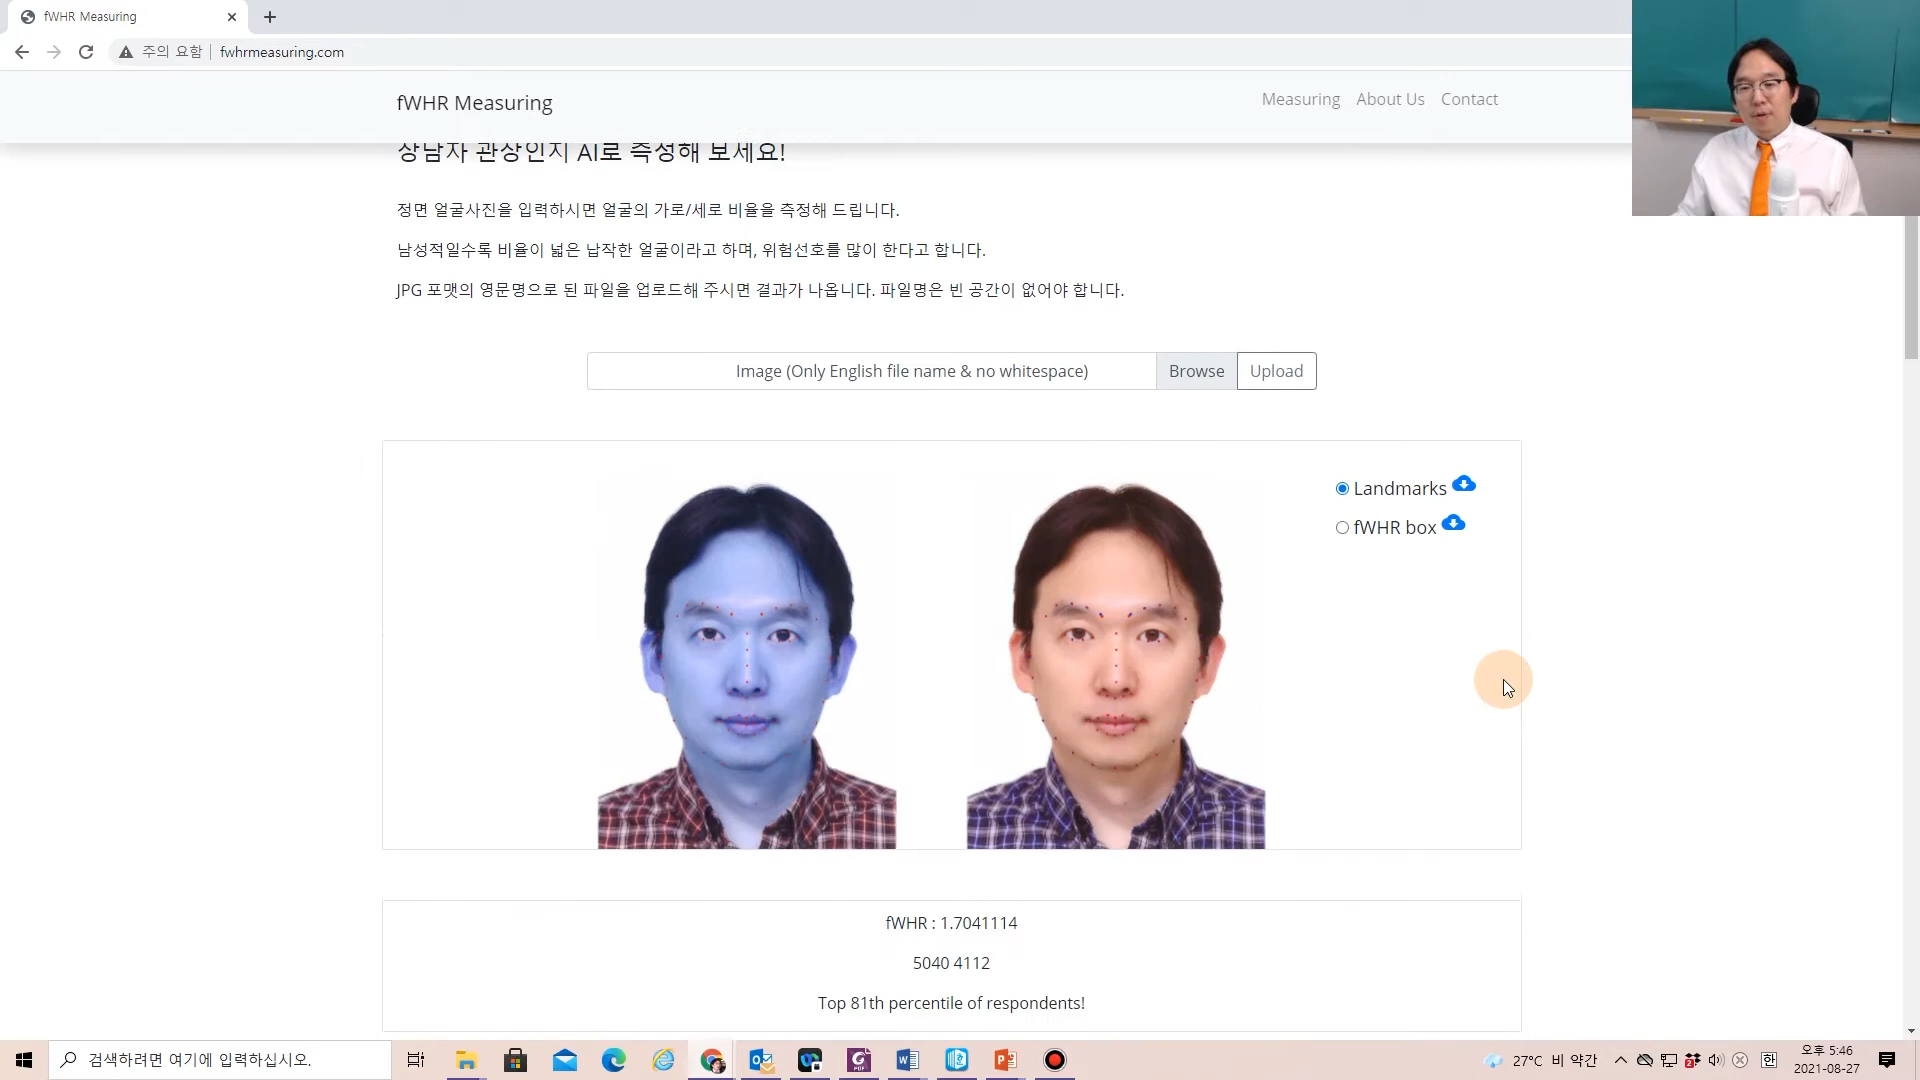 fWHR Measuring
주의 요함 fwhrmeasuring.com
fWHR Measuring
Measuring About Us Contact
상남자 관상인지 AI로 측정해 보세요!
정면 얼굴사진을 입력하시면 얼굴의 가로/세로 비율을 측정해 드립니다.
남성적일수록 비율이 넓은 납작한 얼굴이라고 하며, 위험선호를 많이 한다고 합니다.
JPG 포맷의 영문명으로 된 파일을 업로드해 주시면 결과가 나옵니다. 파일명은 빈 공간이 없어야 합니다.
Image (Only English file name & no whitespace) Browse Upload
Landmarks
fWHR box
fWHR : 1.7041114
5040 4112
Top 81th percentile of respondents!
검색하려면 여기에 입력하십시오.
27°C 비 약간
한
오후 5:46
2021-08-27